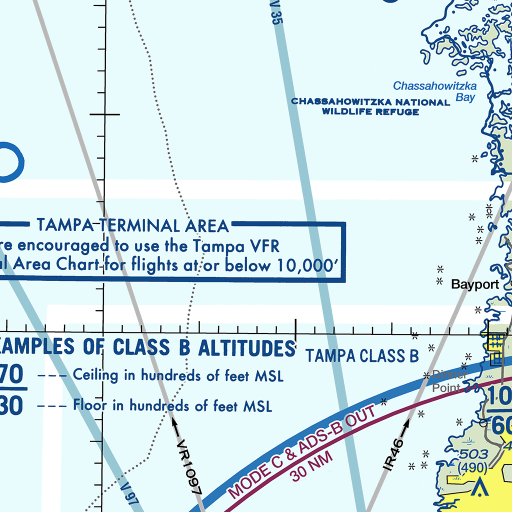 V 35
Chassahowitzka
Bay
CHASSAHOWITZKA NATIONAL
WILDLIFE REFUGE
TAMPA TERMINAL AREA
re encouraged to use the Tampa VFR
l Area Chart for flights at or below 10,000'
Bayport
XAMPLES OF CLASS B ALTITUDES
TAMPA CLASS B
70 --- Ceiling in hundreds of feet MSL
30 --- Floor in hundreds of feet MSL
Point
10
60
MODE C & ADS-B OUT
30 NM
VR1097
IR46
V 97
503
(490)